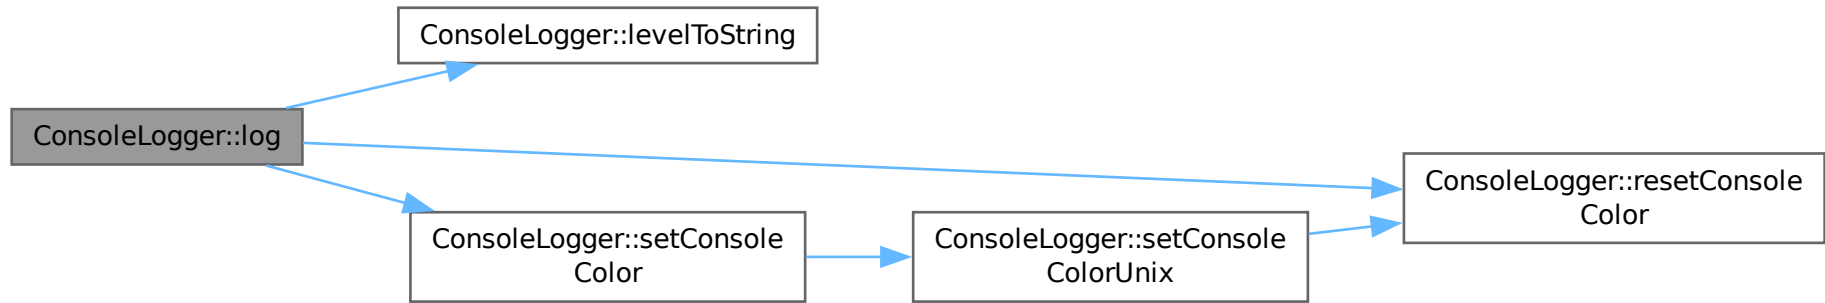 ConsoleLogger::levelToString
ConsoleLogger::log
ConsoleLogger::resetConsole
Color
ConsoleLogger::setConsole
Color
ConsoleLogger::setConsole
ColorUnix